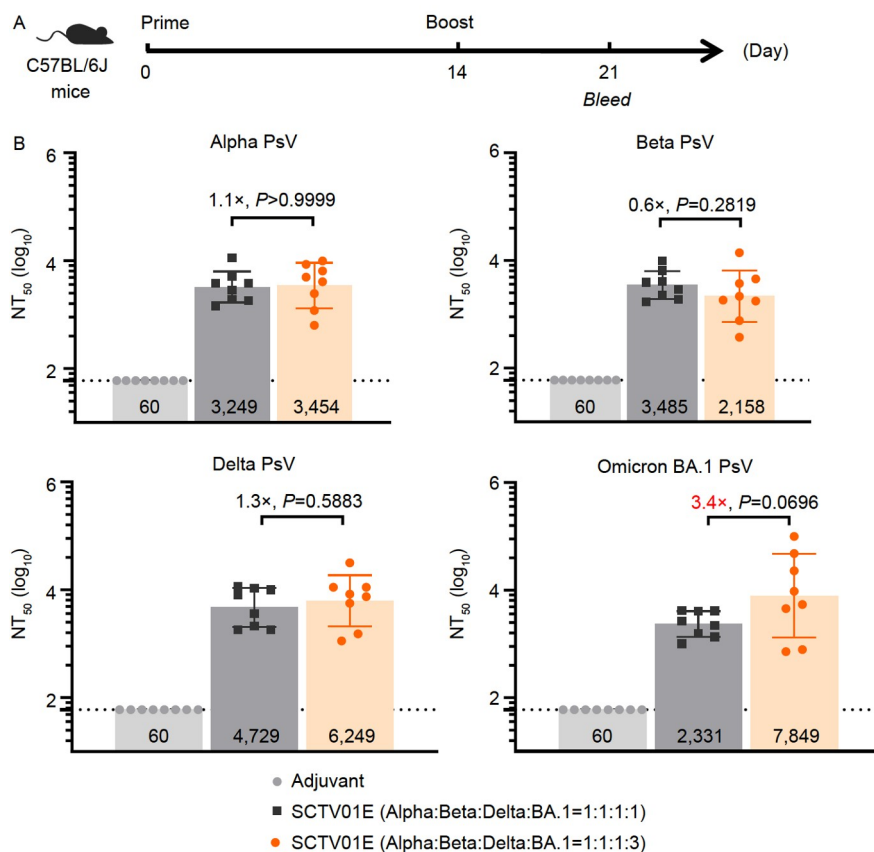 A
Prime
Boost
(Day)
C57BL/6J
mice
0
14
21
Bleed
B
Alpha PsV
6
4
2
NT50 (log10)
1.1×, P>0.9999
60
3,249
3,454
Beta PsV
6
4
2
NT50 (log10)
0.6×, P=0.2819
60
3,485
2,158
Delta PsV
6
4
2
NT50 (log10)
1.3×, P=0.5883
60
4,729
6,249
Omicron BA.1 PsV
6
4
2
NT50 (log10)
3.4×, P=0.0696
60
2,331
7,849
Adjuvant
SCTV01E (Alpha:Beta:Delta:BA.1=1:1:1:1)
SCTV01E (Alpha:Beta:Delta:BA.1=1:1:1:3)